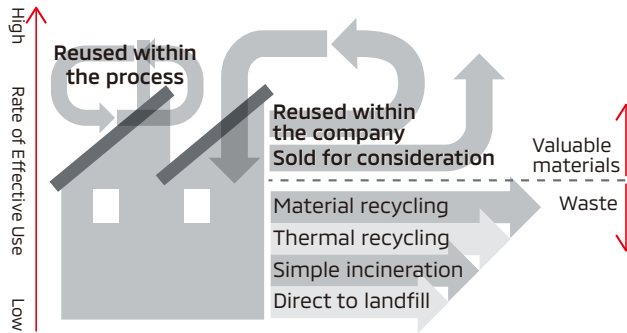 High
Rate of Effective Use
Low
Reused within
the process
Reused within
the company
Sold for consideration
Valuable
materials
Waste
Material recycling
Thermal recycling
Simple incineration
Direct to landfill